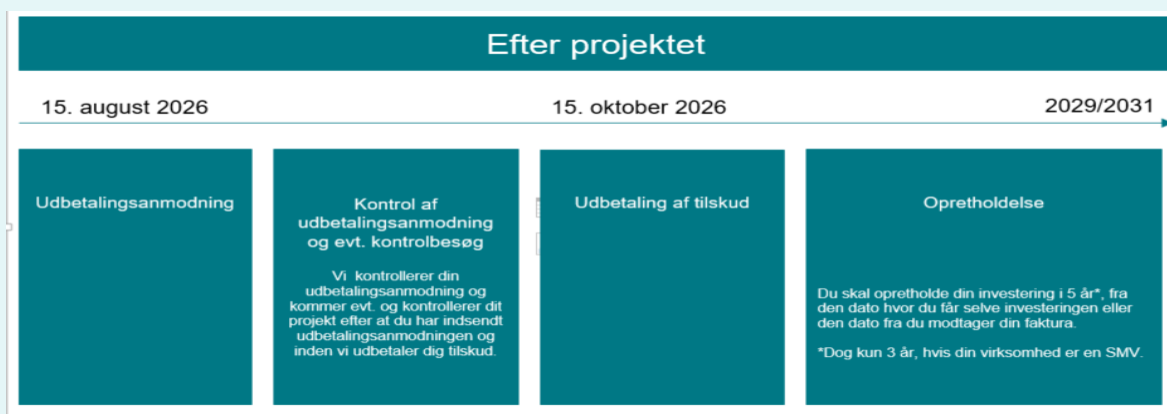 Efter projektet
15. august 2026
15. oktober 2026
2029/2031
Udbetalingsanmodning
Kontrol af
udbetalingsanmodning
og evt. kontrolbesøg
Vi kontrollerer din
udbetalingsanmodning og
kommer evt. og kontrollerer dit
projekt efter at du har indsendt
udbetalingsanmodningen og
inden vi udbetaler dig tilskud.
Udbetaling af tilskud
Opretholdelse
Du skal opretholde din investering i 5 år*, fra
den dato hvor du får selve investeringen eller
den dato fra du modtager din faktura.
*Dog kun 3 år, hvis din virksomhed er en SMV.